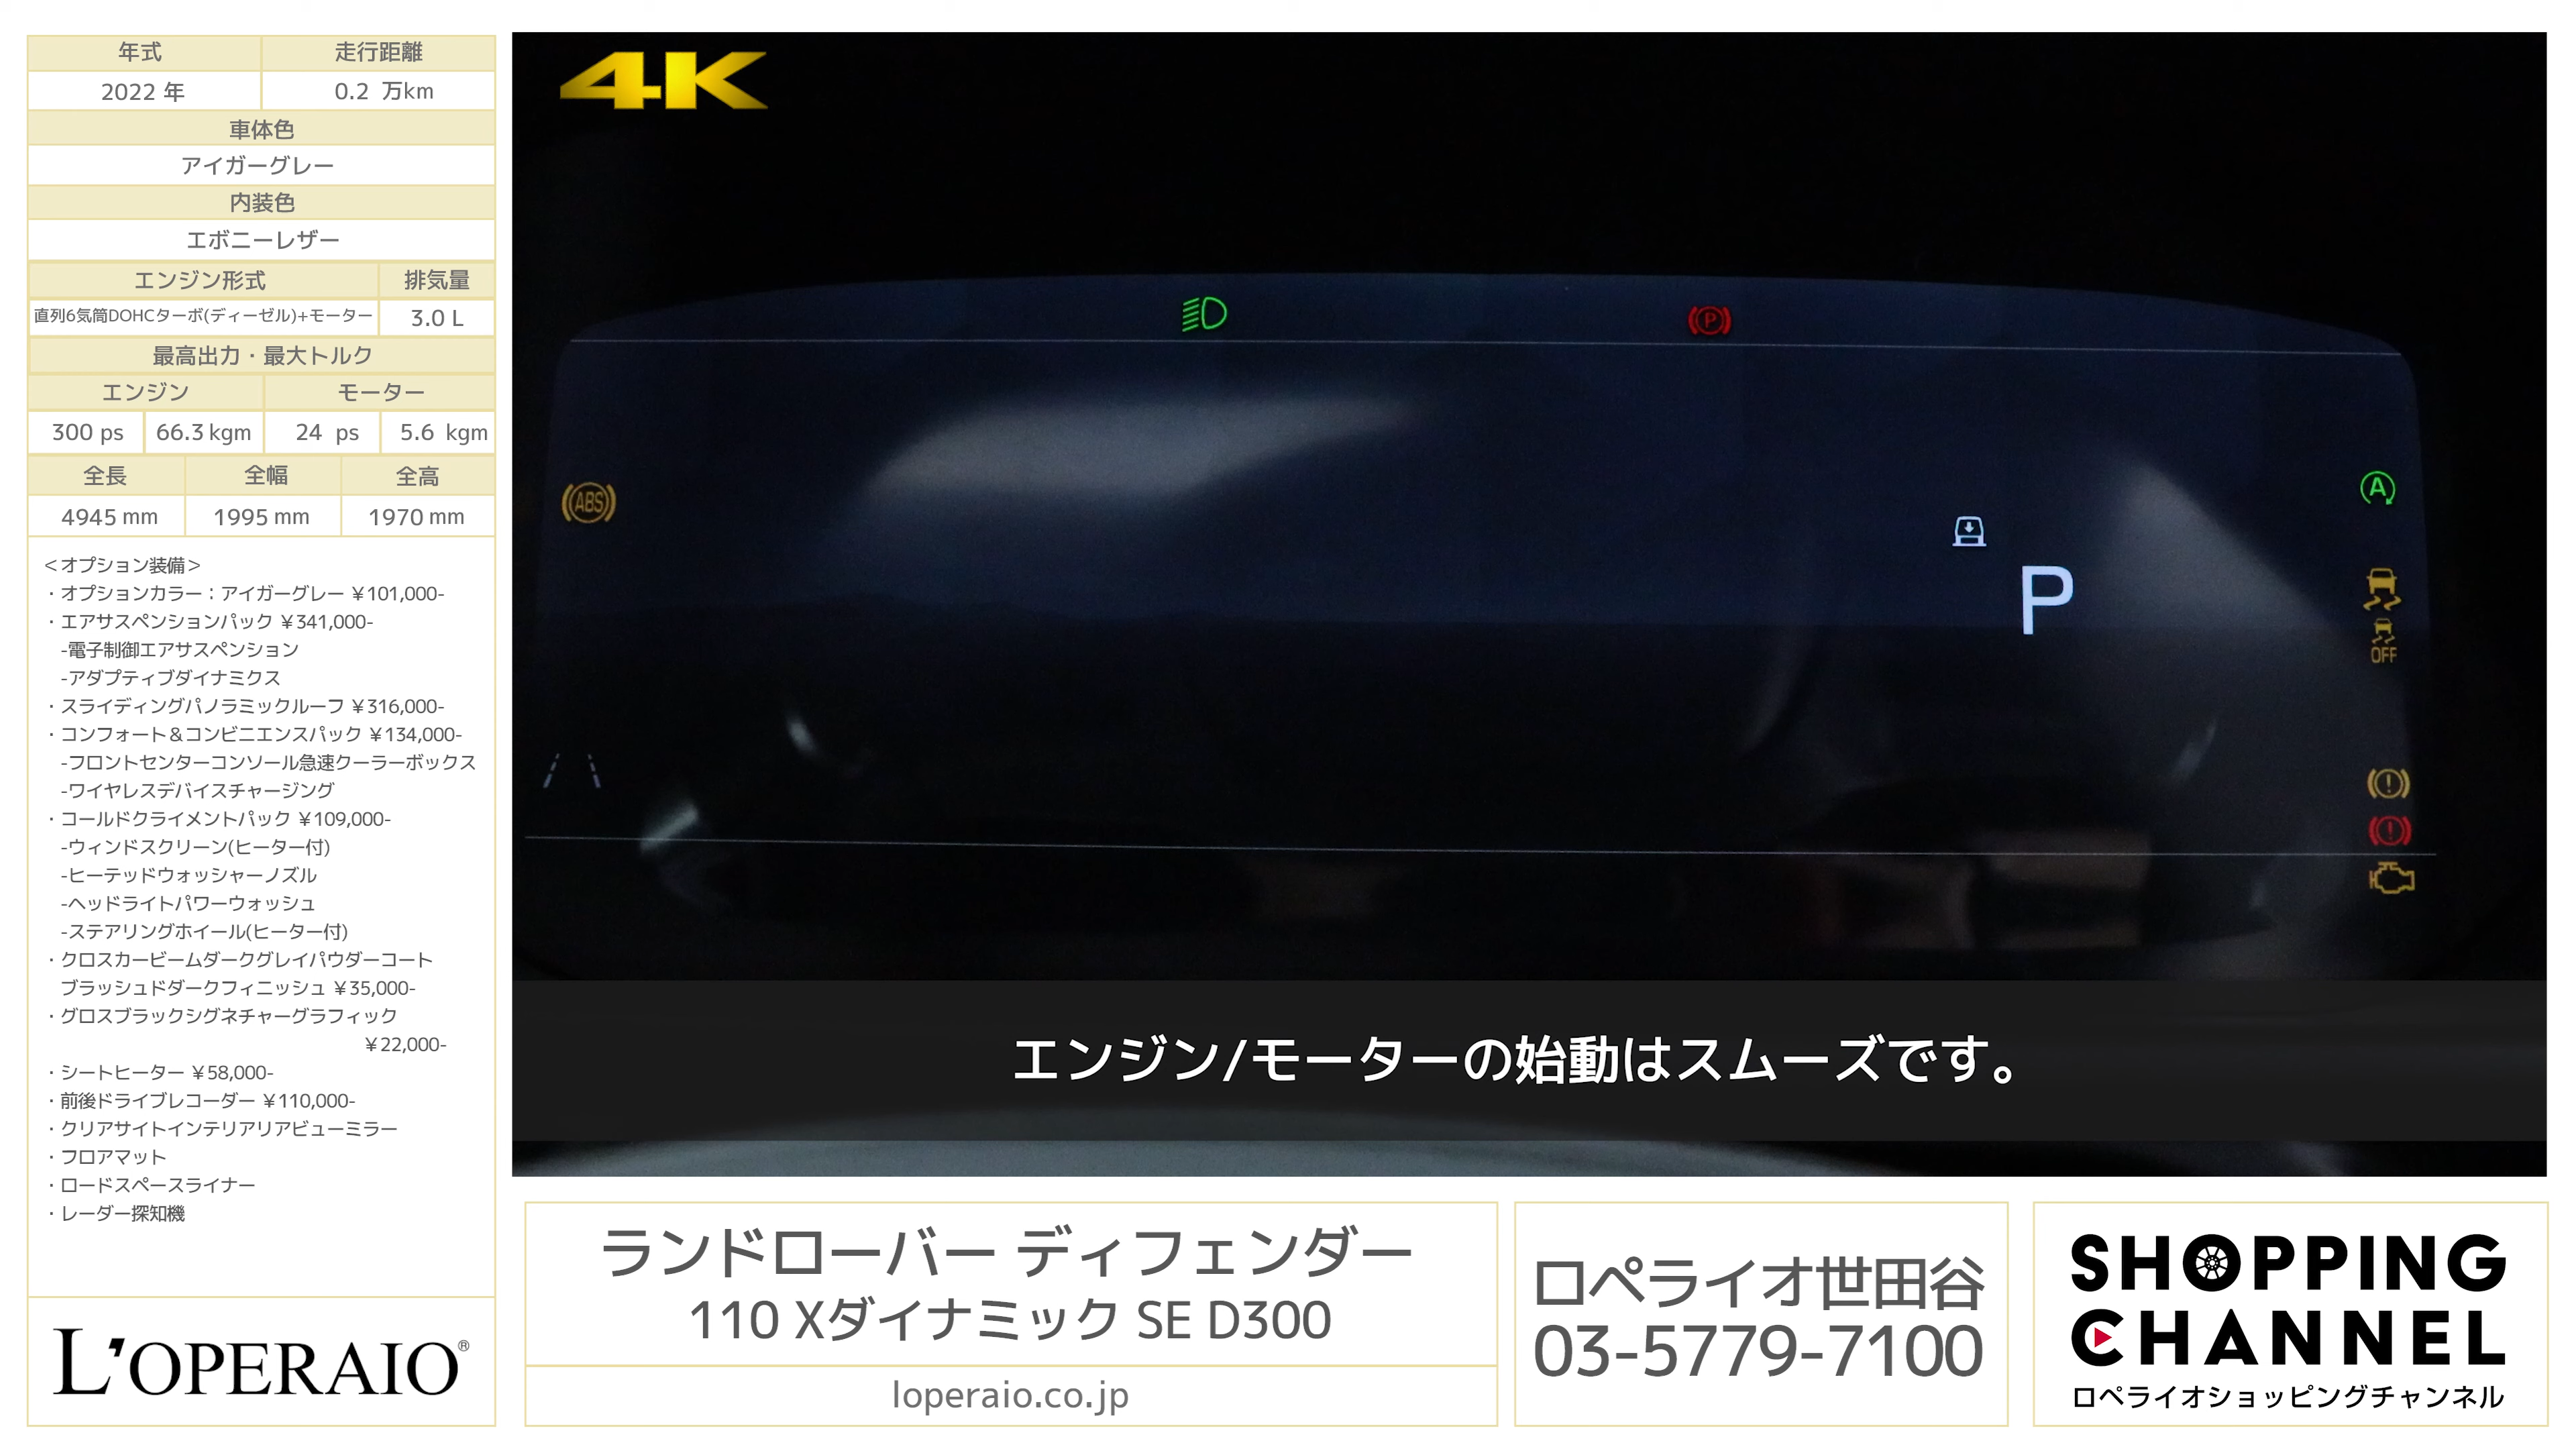 年式 走行距離
2022 年 0.2 万km
車体色
アイガーグレー
内装色
エボニーレザー
エンジン形式 排気量
直列6気筒DOHCターボ(ディーゼル)+モーター 3.0 L
最高出力・最大トルク
エンジン モーター
300 ps 66.3 kgm 24 ps 5.6 kgm
全長 全幅 全高
4945 mm 1995 mm 1970 mm
＜オプション装備＞
・オプションカラー：アイガーグレー ￥101,000-
・エアサスペンションパック ￥341,000-
-電子制御エアサスペンション
-アダプティブダイナミクス
・スライディングパノラミックルーフ ￥316,000-
・コンフォート＆コンビニエンスパック ￥134,000-
-フロントセンターコンソール急速クーラーボックス
-ワイヤレスデバイスチャージング
・コールドクライメントパック ￥109,000-
-ウィンドスクリーン(ヒーター付)
-ヒーテッドウォッシャーノズル
-ヘッドライトパワーウォッシュ
-ステアリングホイール(ヒーター付)
・クロスカービームダークグレイパウダーコート
ブラッシュドダークフィニッシュ ￥35,000-
・グロスブラックシグネチャーグラフィック
￥22,000-
・シートヒーター ￥58,000-
・前後ドライブレコーダー ￥110,000-
・クリアサイトインテリアリアビューミラー
・フロアマット
・ロードスペースライナー
・レーダー探知機
L'OPERAIO®
4K
P
ABS
A
P
OFF
エンジン/モーターの始動はスムーズです。
ランドローバー ディフェンダー
110 Xダイナミック SE D300
loperaio.co.jp
ロペライオ世田谷
03-5779-7100
SHOPPING
CHANNEL
ロペライオショッピングチャンネル